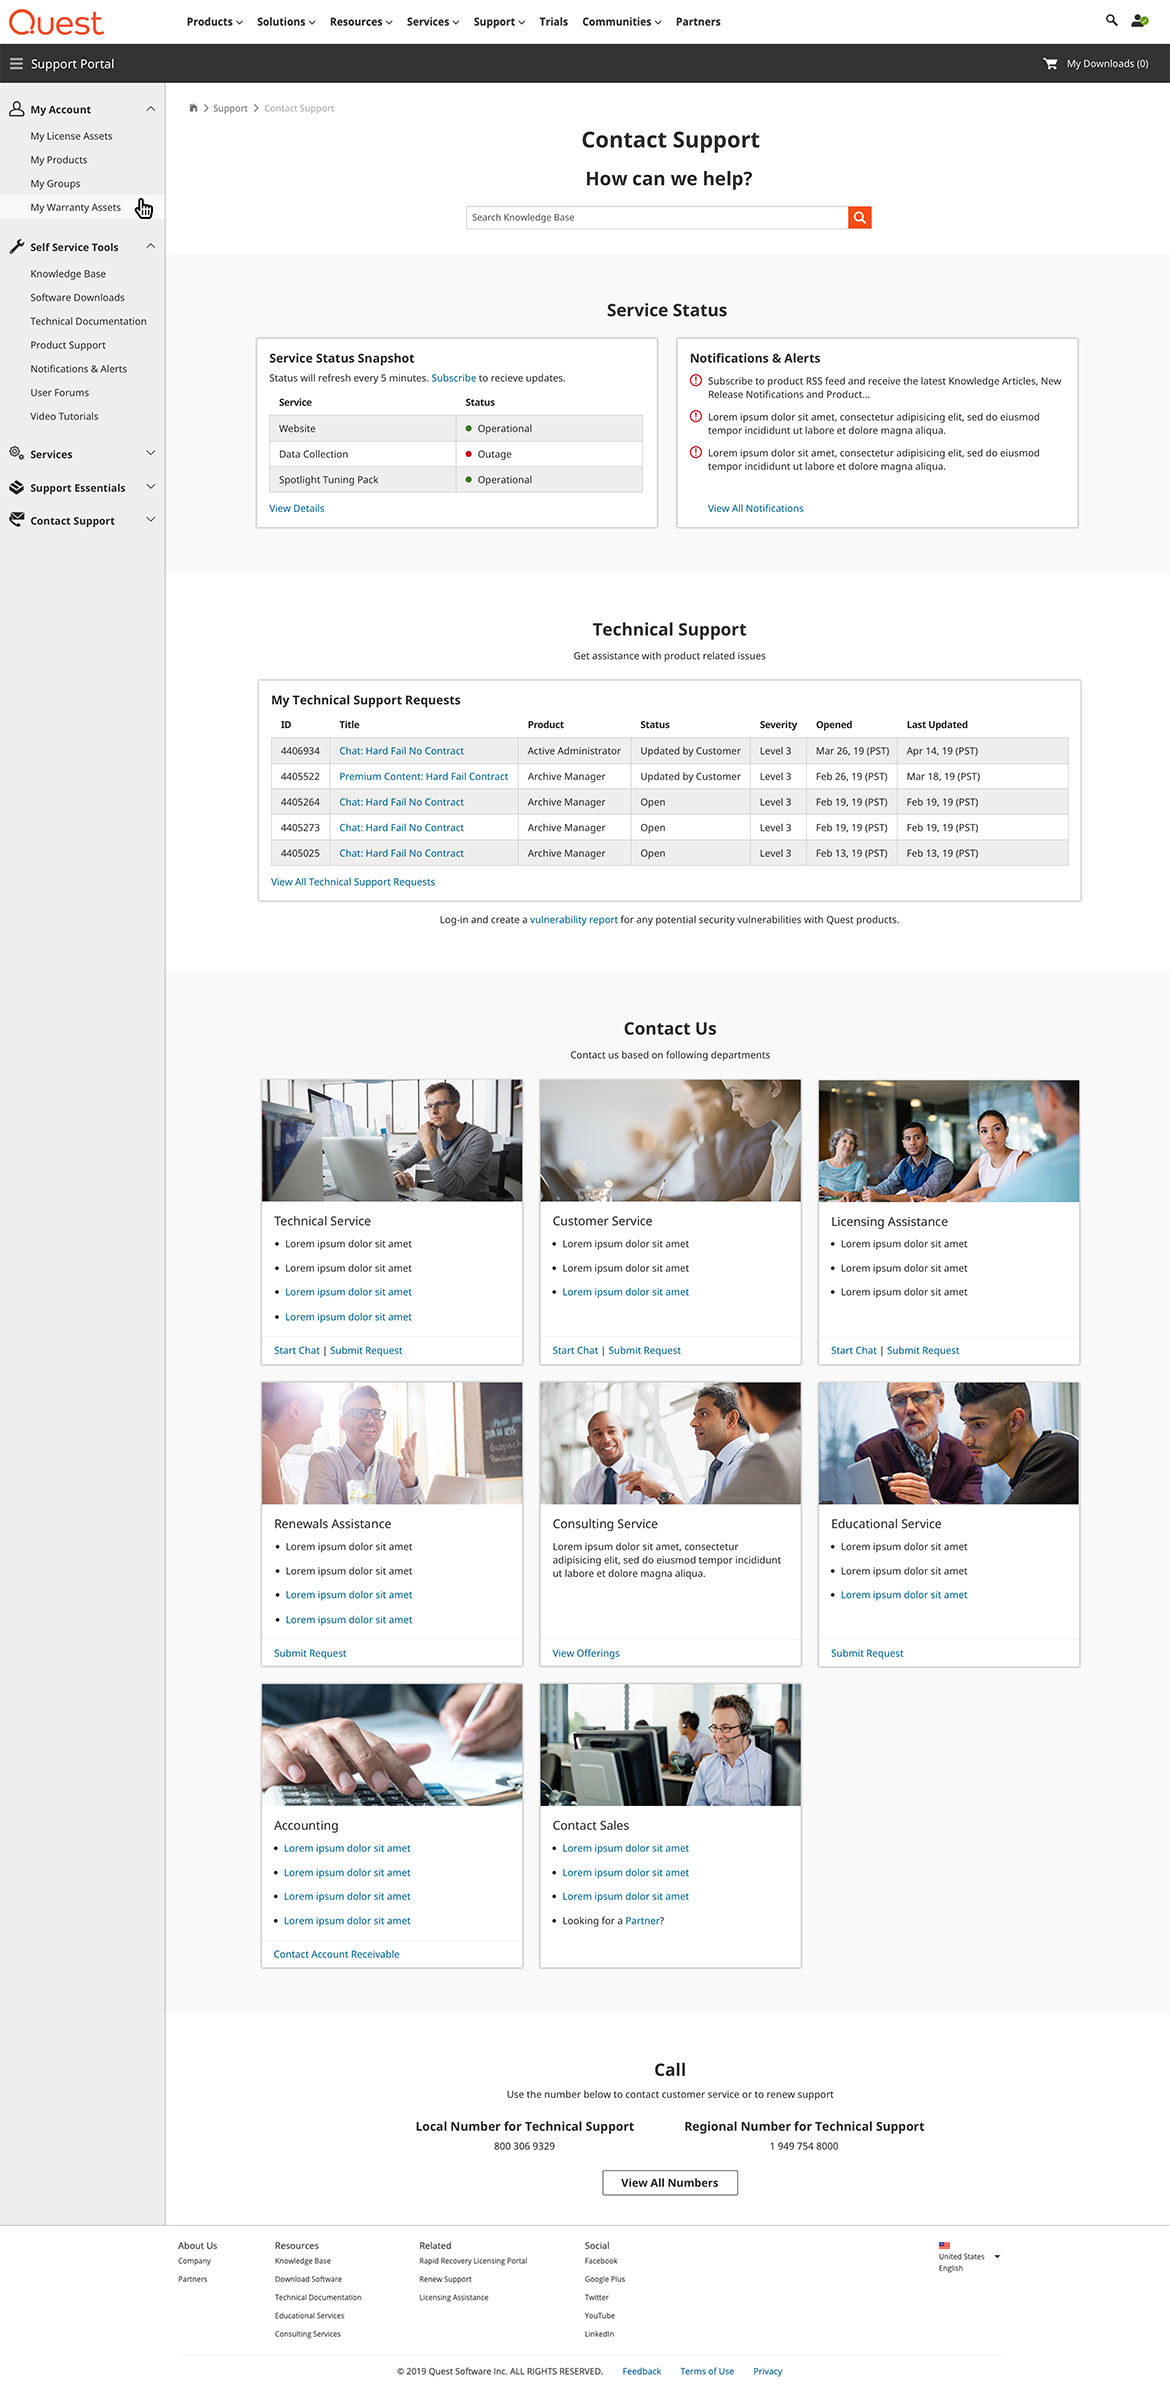 Quest
Products Solutions Resources Services Support Trials Communities Partners
Support Portal
My Downloads (0)
My Account
My License Assets
My Products
My Groups
My Warranty Assets
Self Service Tools
Knowledge Base
Software Downloads
Technical Documentation
Product Support
Notifications & Alerts
User Forums
Video Tutorials
Services
Support Essentials
Contact Support
Support Contact Support
Contact Support
How can we help?
Search Knowledge Base
Service Status
Service Status Snapshot
Status will refresh every 5 minutes. Subscribe to recieve updates.
Service Status
Website Operational
Data Collection Outage
Spotlight Tuning Pack Operational
View Details
Notifications & Alerts
Subscribe to product RSS feed and receive the latest Knowledge Articles, New
Release Notifications and Product...
Lorem ipsum dolor sit amet, consectetur adipisicing elit, sed do eiusmod
tempor incididunt ut labore et dolore magna aliqua.
Lorem ipsum dolor sit amet, consectetur adipisicing elit, sed do eiusmod
tempor incididunt ut labore et dolore magna aliqua.
View All Notifications
Technical Support
Get assistance with product related issues
My Technical Support Requests
ID Title Product Status Severity Opened Last Updated
4406934 Chat: Hard Fail No Contract Active Administrator Updated by Customer Level 3 Mar 26, 19 (PST) Apr 14, 19 (PST)
4405522 Premium Content: Hard Fail Contract Archive Manager Updated by Customer Level 3 Feb 26, 19 (PST) Mar 18, 19 (PST)
4405264 Chat: Hard Fail No Contract Archive Manager Open Level 3 Feb 19, 19 (PST) Feb 19, 19 (PST)
4405273 Chat: Hard Fail No Contract Archive Manager Open Level 3 Feb 19, 19 (PST) Feb 19, 19 (PST)
4405025 Chat: Hard Fail No Contract Archive Manager Open Level 3 Feb 13, 19 (PST) Feb 13, 19 (PST)
View All Technical Support Requests
Log-in and create a vulnerability report for any potential security vulnerabilities with Quest products.
Contact Us
Contact us based on following departments
Technical Service
Lorem ipsum dolor sit amet
Lorem ipsum dolor sit amet
Lorem ipsum dolor sit amet
Lorem ipsum dolor sit amet
Start Chat | Submit Request
Customer Service
Lorem ipsum dolor sit amet
Lorem ipsum dolor sit amet
Lorem ipsum dolor sit amet
Start Chat | Submit Request
Licensing Assistance
Lorem ipsum dolor sit amet
Lorem ipsum dolor sit amet
Lorem ipsum dolor sit amet
Start Chat | Submit Request
Renewals Assistance
Lorem ipsum dolor sit amet
Lorem ipsum dolor sit amet
Lorem ipsum dolor sit amet
Lorem ipsum dolor sit amet
Submit Request
Consulting Service
Lorem ipsum dolor sit amet, consectetur
adipisicing elit, sed do eiusmod tempor incididunt
ut labore et dolore magna aliqua.
View Offerings
Educational Service
Lorem ipsum dolor sit amet
Lorem ipsum dolor sit amet
Lorem ipsum dolor sit amet
Submit Request
Accounting
Lorem ipsum dolor sit amet
Lorem ipsum dolor sit amet
Lorem ipsum dolor sit amet
Lorem ipsum dolor sit amet
Contact Account Receivable
Contact Sales
Lorem ipsum dolor sit amet
Lorem ipsum dolor sit amet
Lorem ipsum dolor sit amet
Looking for a Partner?
Call
Use the number below to contact customer service or to renew support
Local Number for Technical Support
800 306 9329
Regional Number for Technical Support
1 949 754 8000
View All Numbers
About Us
Company
Partners
Resources
Knowledge Base
Download Software
Technical Documentation
Educational Services
Consulting Services
Related
Rapid Recovery Licensing Portal
Renew Support
Licensing Assistance
Social
Facebook
Google Plus
Twitter
YouTube
LinkedIn
United States
English
© 2019 Quest Software Inc. ALL RIGHTS RESERVED. Feedback Terms of Use Privacy